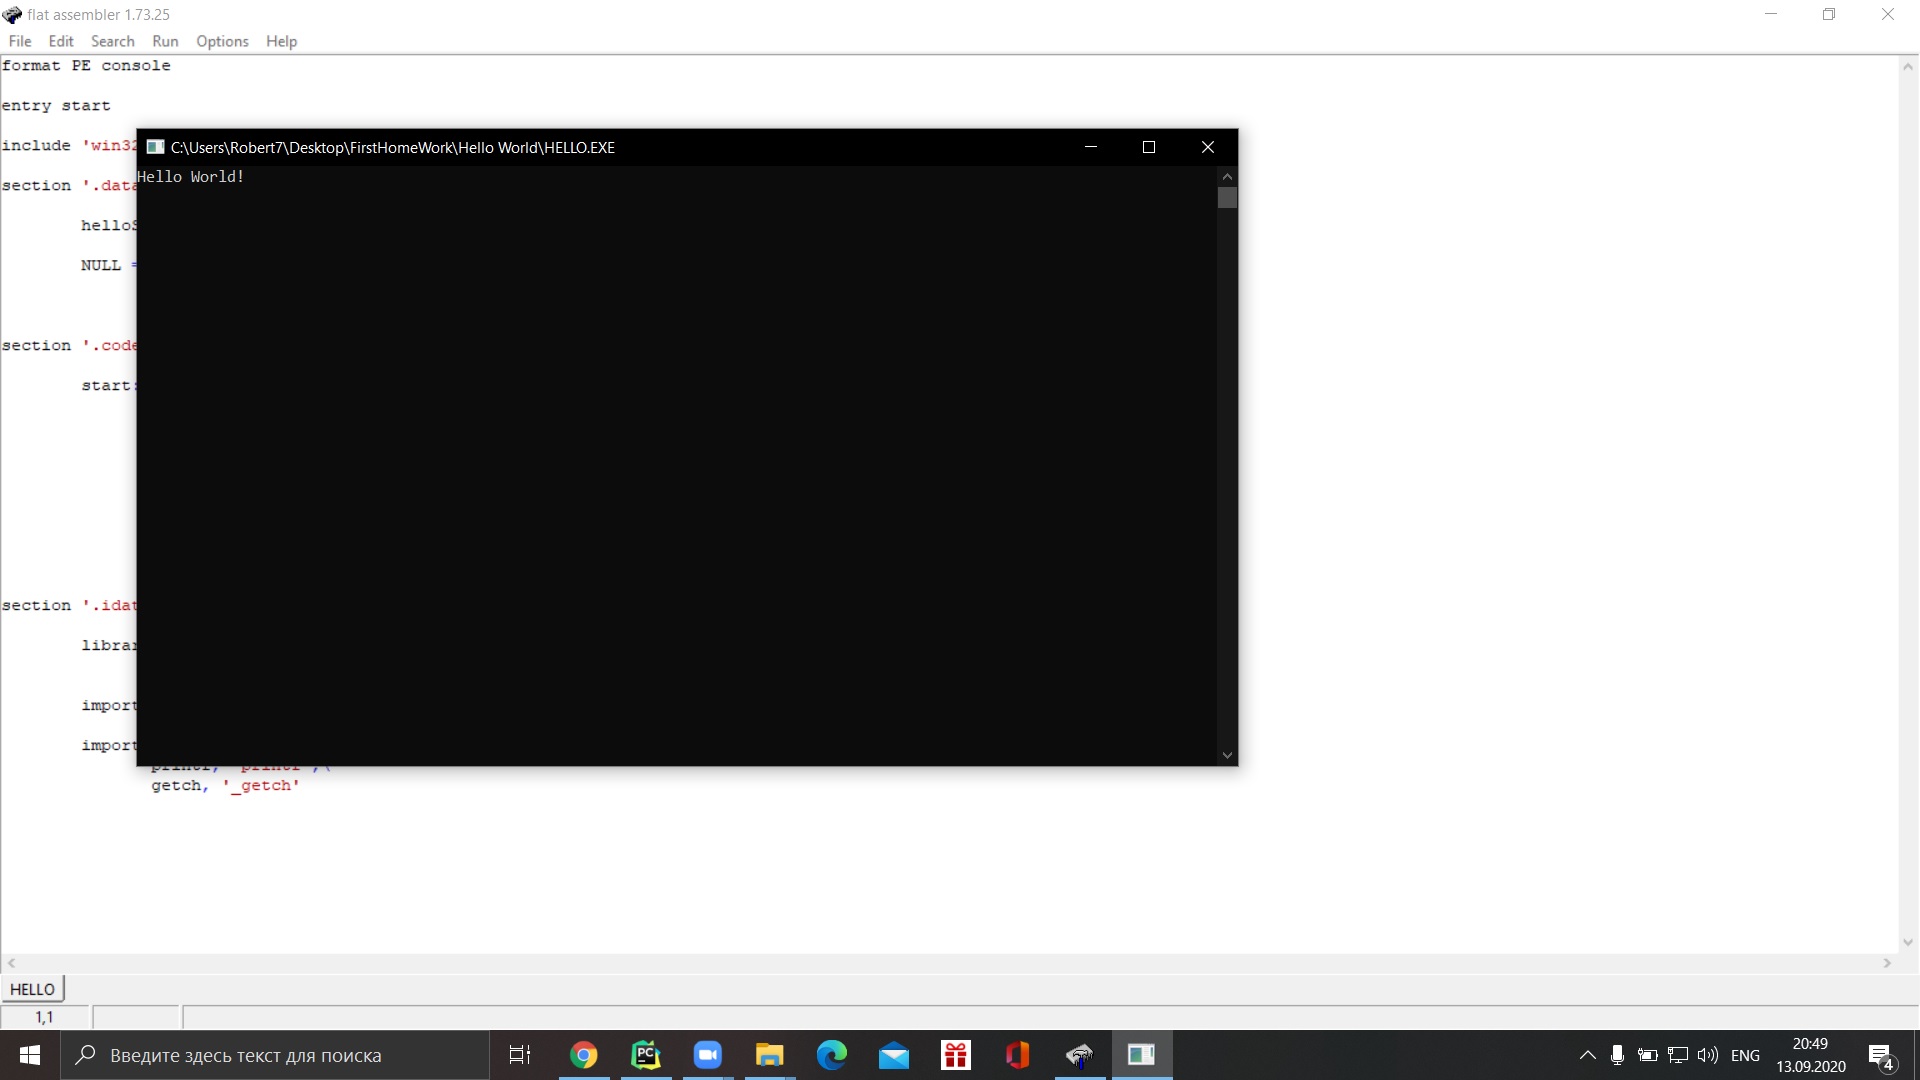 flat assembler 1.73.25
File Edit Search Run Options Help
format PE console
entry start
include 'win32
section '.data
helloS
NULL =
section '.code
start:
section '.idat
librar
import
import
printf, 'printf',\
getch, '_getch'
C:\Users\Robert7\Desktop\FirstHomeWork\Hello World\HELLO.EXE
Hello World!
HELLO
1,1
Введите здесь текст для поиска
PC
ENG
20:49
13.09.2020
4